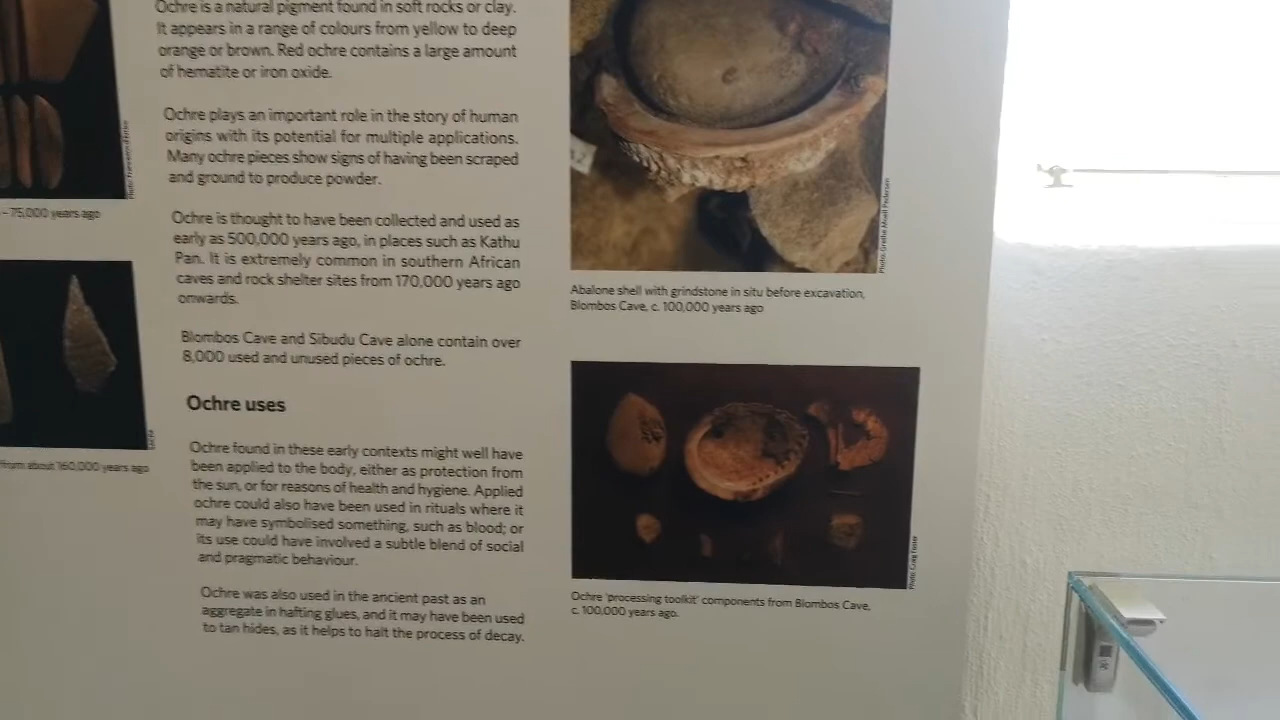 Ochre is a natural pigment found in soft rocks or clay.
It appears in a range of colours from yellow to deep
orange or brown. Red ochre contains a large amount
of hematite or iron oxide.
Ochre plays an important role in the story of human
origins with its potential for multiple applications.
Many ochre pieces show signs of having been scraped
and ground to produce powder.
Ochre is thought to have been collected and used as
early as 500,000 years ago, in places such as Kathu
Pan. It is extremely common in southern African
caves and rock shelter sites from 170,000 years ago
onwards.
Blombos Cave and Sibudu Cave alone contain over
8,000 used and unused pieces of ochre.
Ochre uses
Ochre found in these early contexts might well have
been applied to the body, either as protection from
the sun, or for reasons of health and hygiene. Applied
ochre could also have been used in rituals where it
may have symbolised something, such as blood; or
its use could have involved a subtle blend of social
and pragmatic behaviour.
Ochre was also used in the ancient past as an
aggregate in hafting glues, and it may have been used
to tan hides, as it helps to halt the process of decay.
– 75,000 years ago
from about 160,000 years ago
Abalone shell with grindstone in situ before excavation,
Blombos Cave, c. 100,000 years ago
Photo: Grethe Moell Pedersen
Ochre 'processing toolkit' components from Blombos Cave,
c. 100,000 years ago.
Photo: Craig Foster